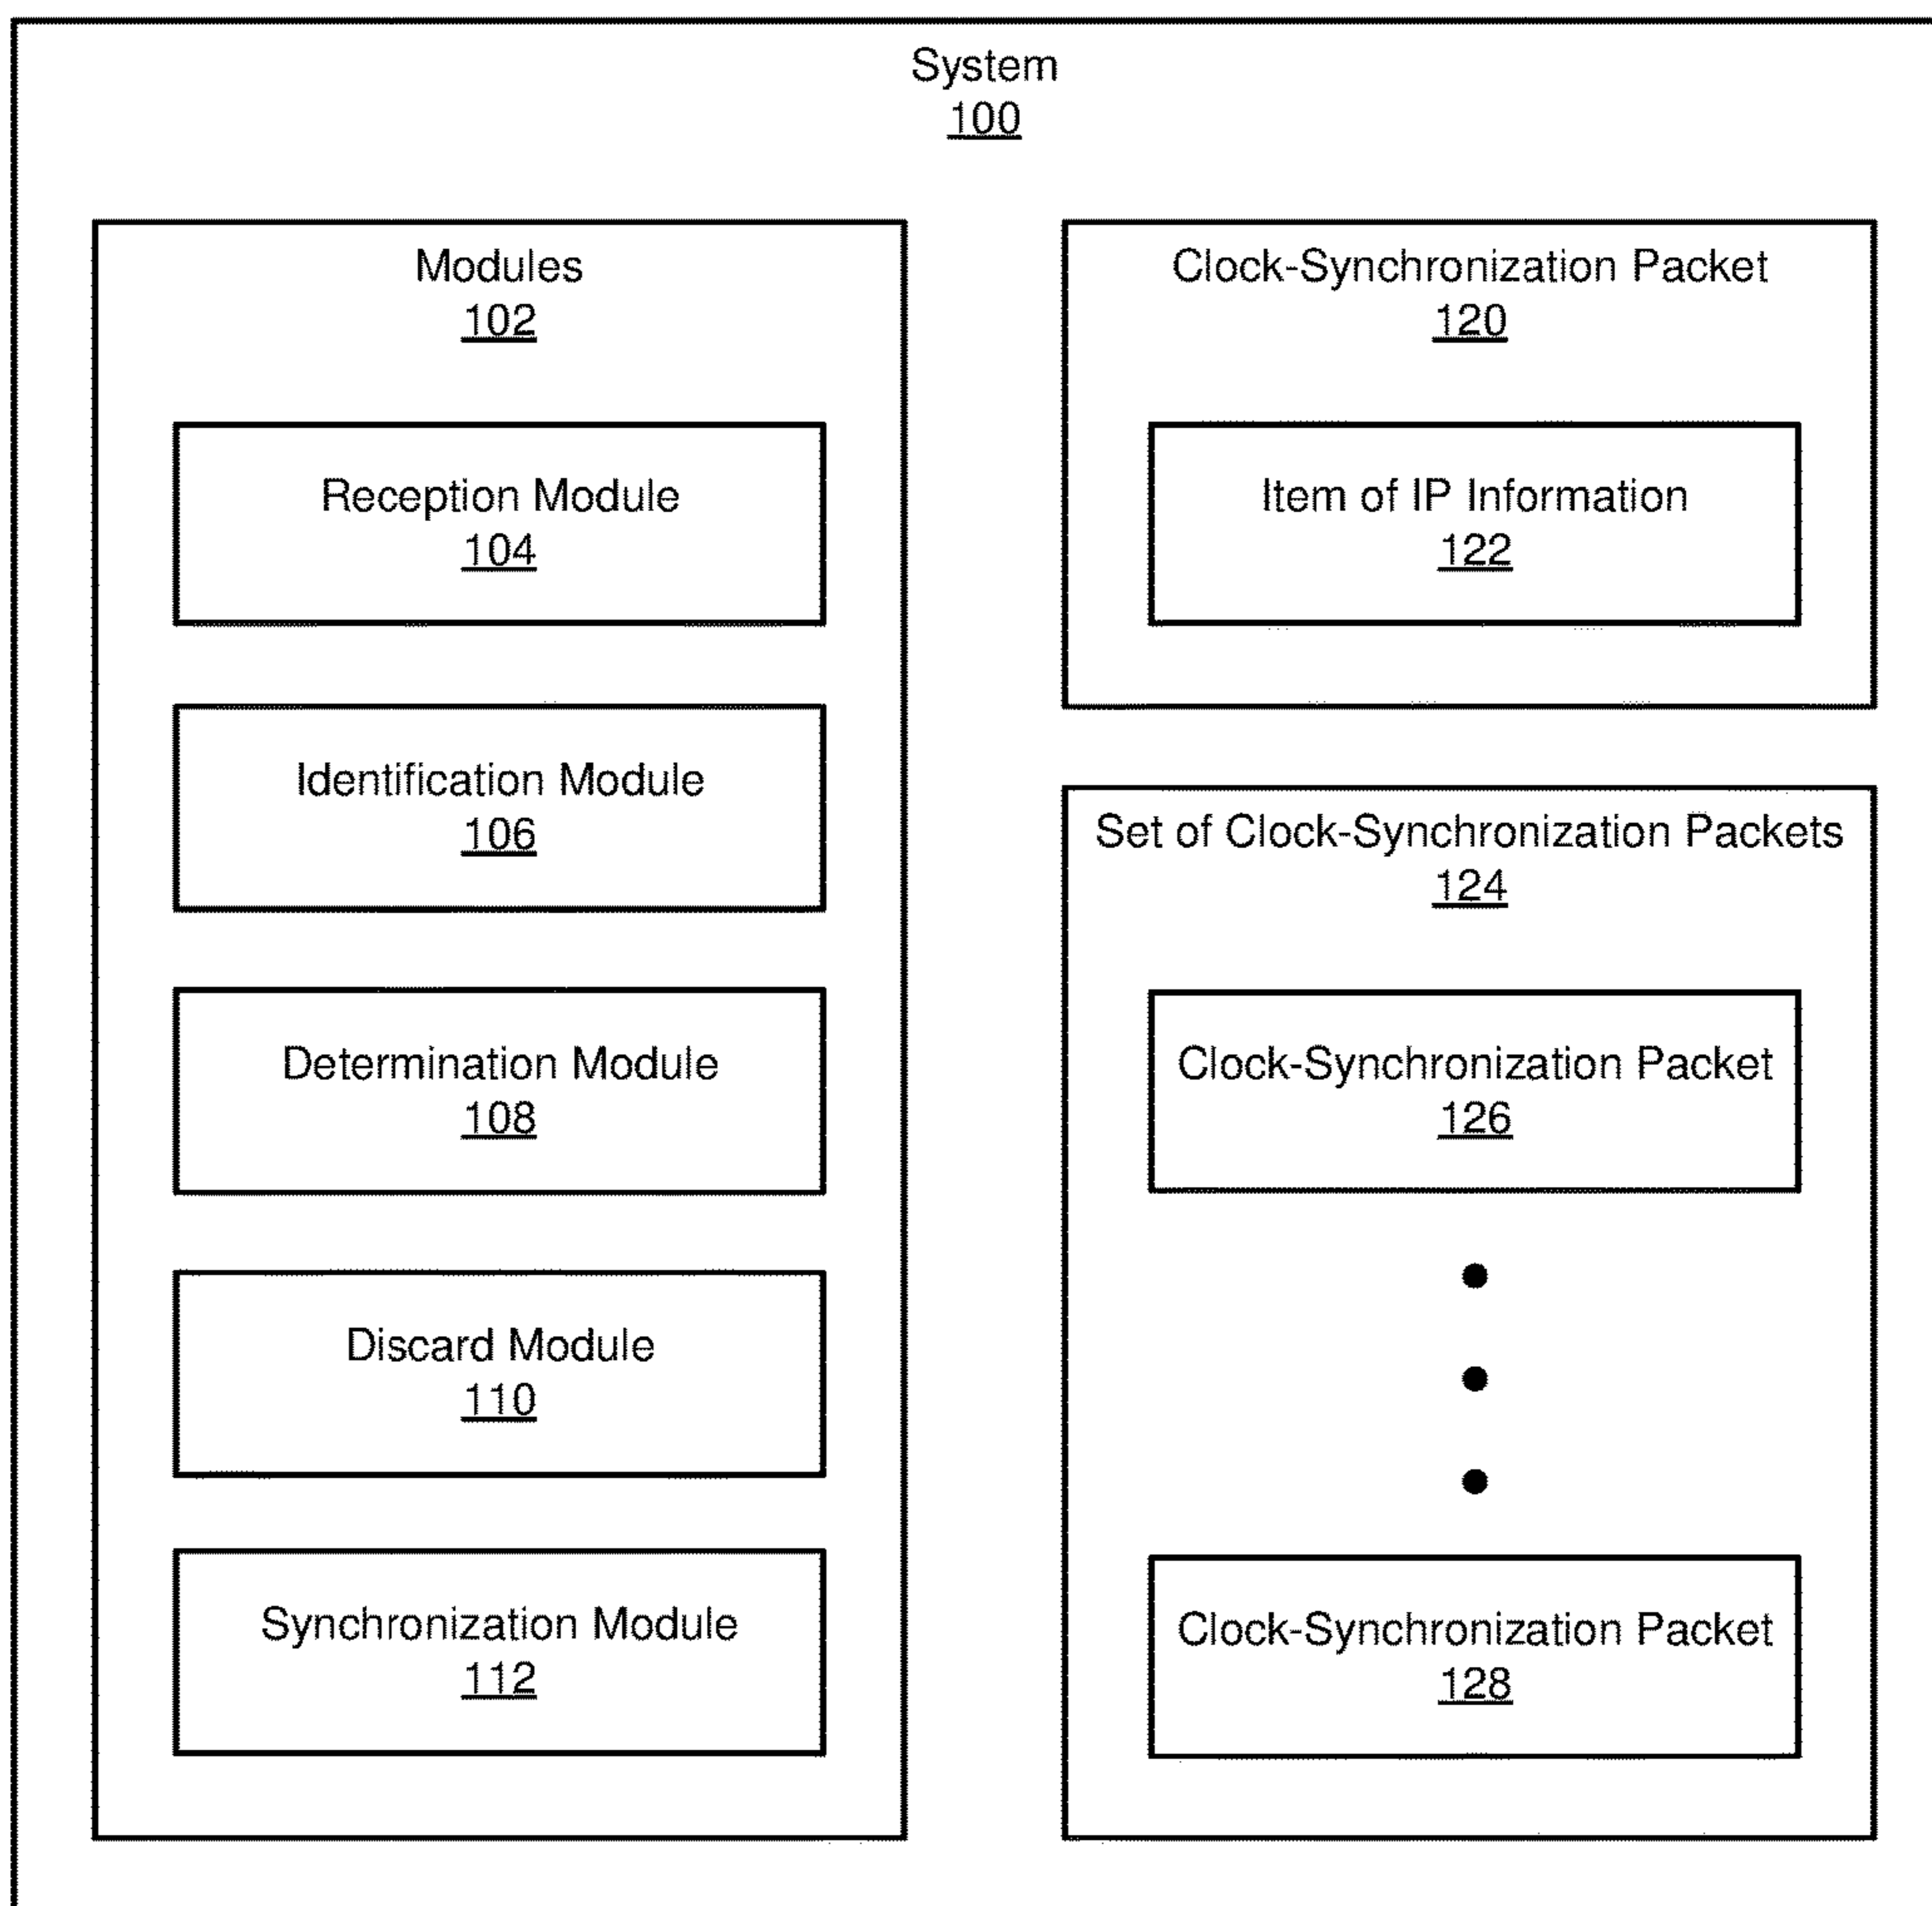 System
100
Modules
102
Reception Module
104
Identification Module
106
Determination Module
108
Discard Module
110
Synchronization Module
112
Clock-Synchronization Packet
120
Item of IP Information
122
Set of Clock-Synchronization Packets
124
Clock-Synchronization Packet
126
Clock-Synchronization Packet
128